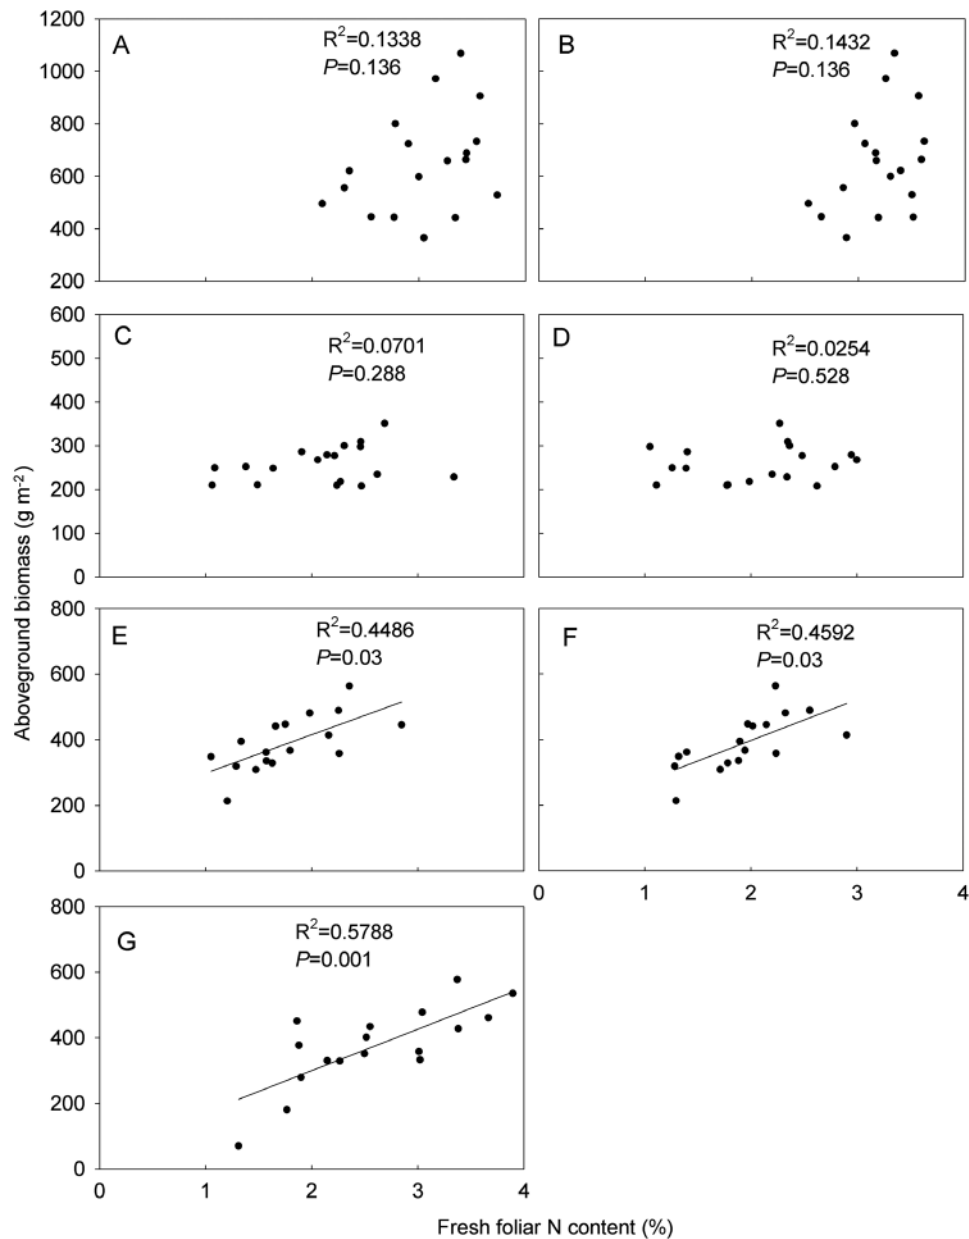 A
R²=0.1338
P=0.136
1200
1000
800
600
400
200
B
R²=0.1432
P=0.136
C
R²=0.0701
P=0.288
600
500
400
300
200
100
0
D
R²=0.0254
P=0.528
Aboveground biomass (g m⁻²)
E
R²=0.4486
P=0.03
800
600
400
200
0
F
R²=0.4592
P=0.03
0 1 2 3 4
G
R²=0.5788
P=0.001
800
600
400
200
0
0 1 2 3 4
Fresh foliar N content (%)